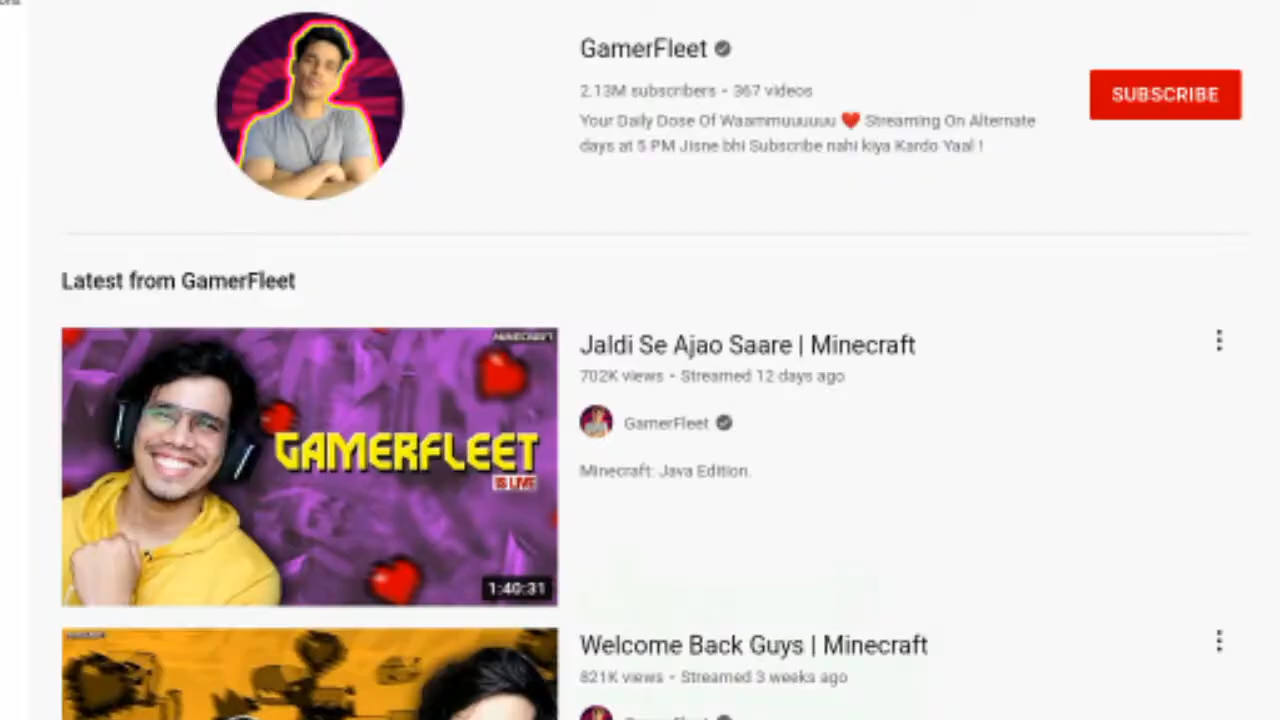 GamerFleet
2.13M subscribers • 367 videos
Your Daily Dose Of Waammuuuuuu ❤️ Streaming On Alternate
days at 5 PM Jisne bhi Subscribe nahi kiya Kardo Yaal !
SUBSCRIBE
Latest from GamerFleet
MINECRAFT
GAMERFLEET
IS LIVE
1:40:31
Jaldi Se Ajao Saare | Minecraft
702K views • Streamed 12 days ago
GamerFleet
Minecraft: Java Edition.
Welcome Back Guys | Minecraft
821K views • Streamed 3 weeks ago